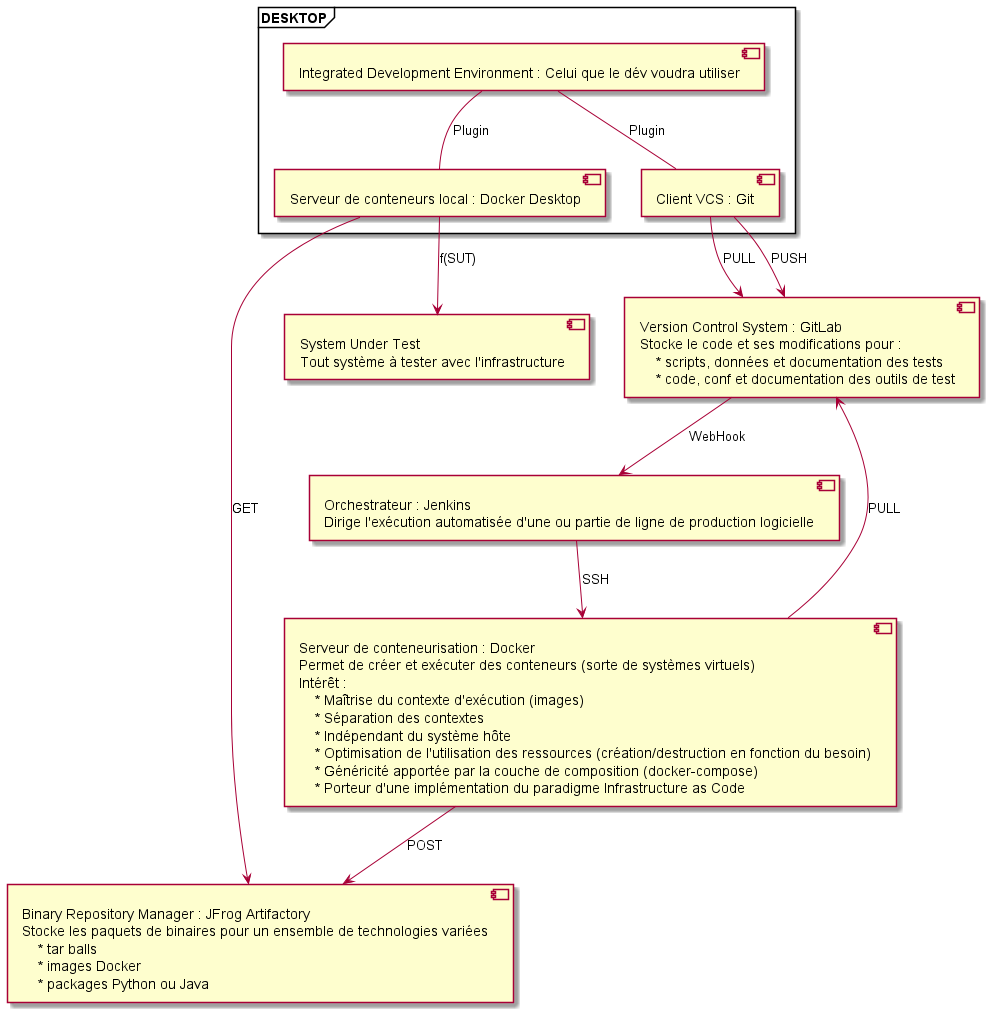 DESKTOP
Integrated Development Environment : Celui que le dév voudra utiliser
Plugin
Plugin
Serveur de conteneurs local : Docker Desktop
Client VCS : Git
f(SUT)
PULL
PUSH
System Under Test
Tout système à tester avec l'infrastructure
Version Control System : GitLab
Stocke le code et ses modifications pour :
* scripts, données et documentation des tests
* code, conf et documentation des outils de test
WebHook
Orchestrateur : Jenkins
Dirige l'exécution automatisée d'une ou partie de ligne de production logicielle
GET
PULL
SSH
Serveur de conteneurisation : Docker
Permet de créer et exécuter des conteneurs (sorte de systèmes virtuels)
Intérêt :
* Maîtrise du contexte d'exécution (images)
* Séparation des contextes
* Indépendant du système hôte
* Optimisation de l'utilisation des ressources (création/destruction en fonction du besoin)
* Généricité apportée par la couche de composition (docker-compose)
* Porteur d'une implémentation du paradigme Infrastructure as Code
POST
Binary Repository Manager : JFrog Artifactory
Stocke les paquets de binaires pour un ensemble de technologies variées
* tar balls
* images Docker
* packages Python ou Java